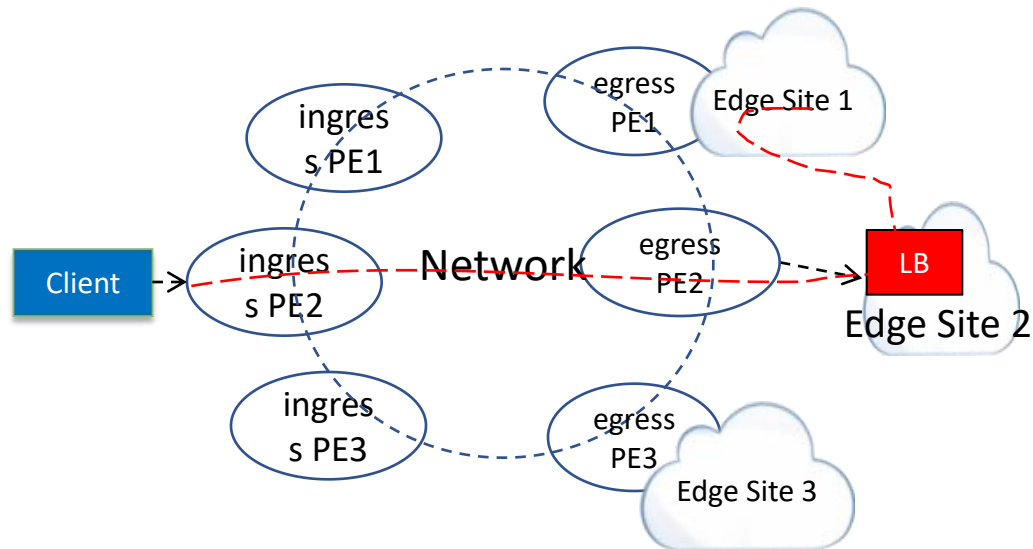 egress
PE1
Edge Site 1
ingres
s PE1
Client
ingres
s PE2
Network
egress
PE2
LB
Edge Site 2
ingres
s PE3
egress
PE3
Edge Site 3